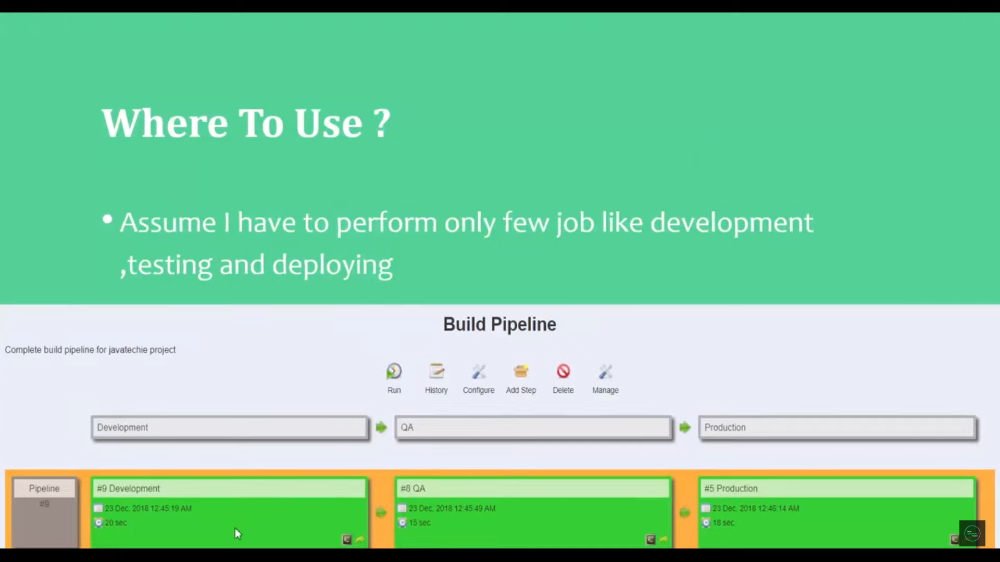 Where To Use ?
• Assume I have to perform only few job like development
,testing and deploying
Build Pipeline
Complete build pipeline for javatechie project
Run History Configure Add Step Delete Manage
Development QA Production
Pipeline #9 Development #8 QA #5 Production
#9 23 Dec, 2018 12:45:19 AM 23 Dec, 2018 12:45:49 AM 23 Dec, 2018 12:46:14 AM
20 sec 15 sec 18 sec